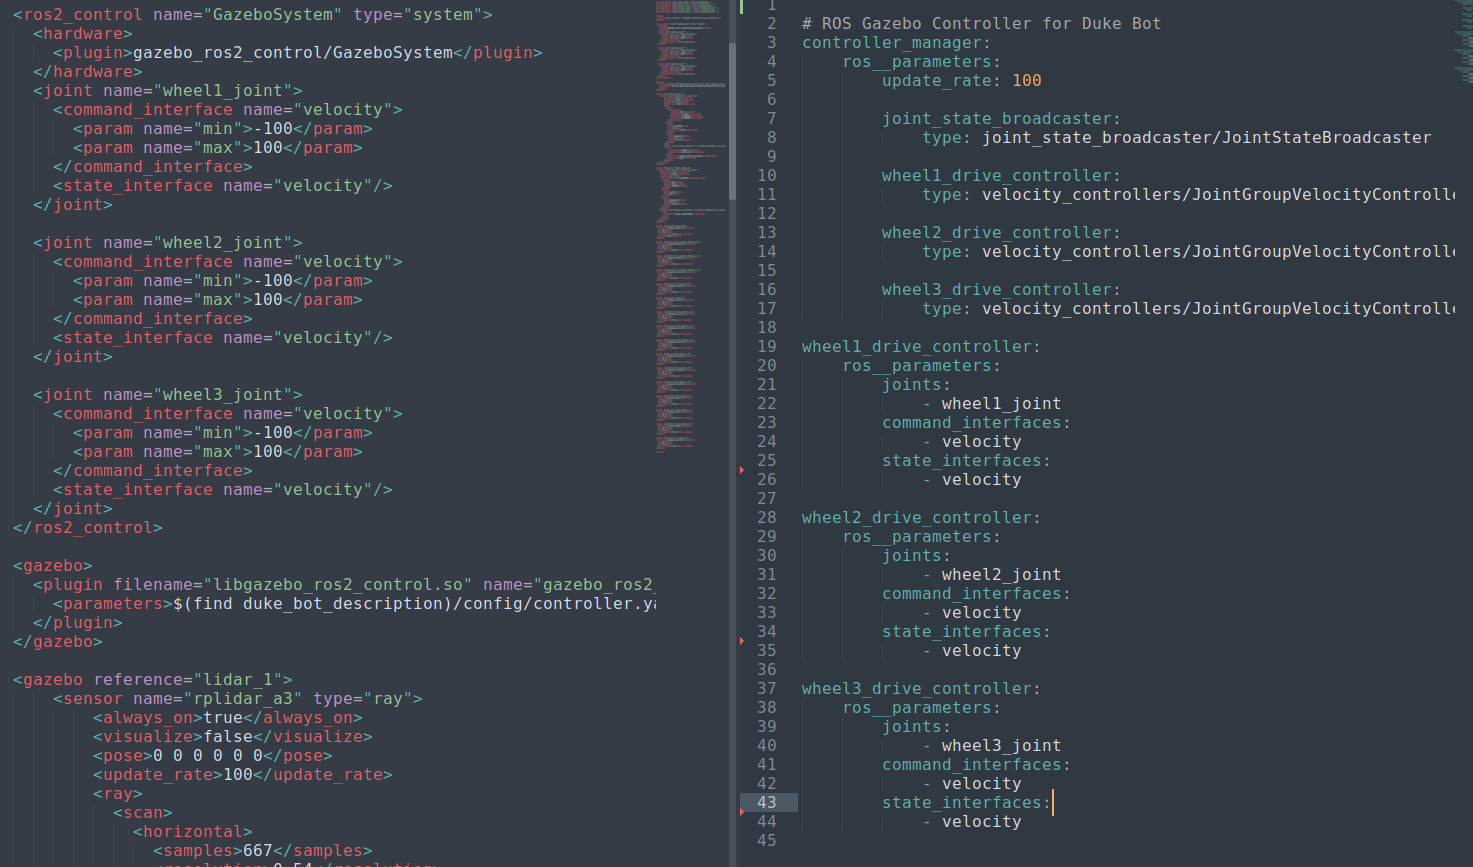 <ros2_control name="GazeboSystem" type="system">
  <hardware>
    <plugin>gazebo_ros2_control/GazeboSystem</plugin>
  </hardware>
  <joint name="wheel1_joint">
    <command_interface name="velocity">
      <param name="min">-100</param>
      <param name="max">100</param>
    </command_interface>
    <state_interface name="velocity"/>
  </joint>
  <joint name="wheel2_joint">
    <command_interface name="velocity">
      <param name="min">-100</param>
      <param name="max">100</param>
    </command_interface>
    <state_interface name="velocity"/>
  </joint>
  <joint name="wheel3_joint">
    <command_interface name="velocity">
      <param name="min">-100</param>
      <param name="max">100</param>
    </command_interface>
    <state_interface name="velocity"/>
  </joint>
</ros2_control>
<gazebo>
  <plugin filename="libgazebo_ros2_control.so" name="gazebo_ros2_
    <parameters>$(find duke_bot_description)/config/controller.ya
  </plugin>
</gazebo>
<gazebo reference="lidar_1">
    <sensor name="rplidar_a3" type="ray">
        <always_on>true</always_on>
        <visualize>false</visualize>
        <pose>0 0 0 0 0 0</pose>
        <update_rate>100</update_rate>
        <ray>
          <scan>
            <horizontal>
              <samples>667</samples>
1
2 # ROS Gazebo Controller for Duke Bot
3 controller_manager:
4     ros__parameters:
5         update_rate: 100
6
7         joint_state_broadcaster:
8             type: joint_state_broadcaster/JointStateBroadcaster
9
10         wheel1_drive_controller:
11             type: velocity_controllers/JointGroupVelocityControlle
12
13         wheel2_drive_controller:
14             type: velocity_controllers/JointGroupVelocityControlle
15
16         wheel3_drive_controller:
17             type: velocity_controllers/JointGroupVelocityControlle
18
19 wheel1_drive_controller:
20     ros__parameters:
21         joints:
22             - wheel1_joint
23         command_interfaces:
24             - velocity
25         state_interfaces:
26             - velocity
27
28 wheel2_drive_controller:
29     ros__parameters:
30         joints:
31             - wheel2_joint
32         command_interfaces:
33             - velocity
34         state_interfaces:
35             - velocity
36
37 wheel3_drive_controller:
38     ros__parameters:
39         joints:
40             - wheel3_joint
41         command_interfaces:
42             - velocity
43         state_interfaces:
44             - velocity
45